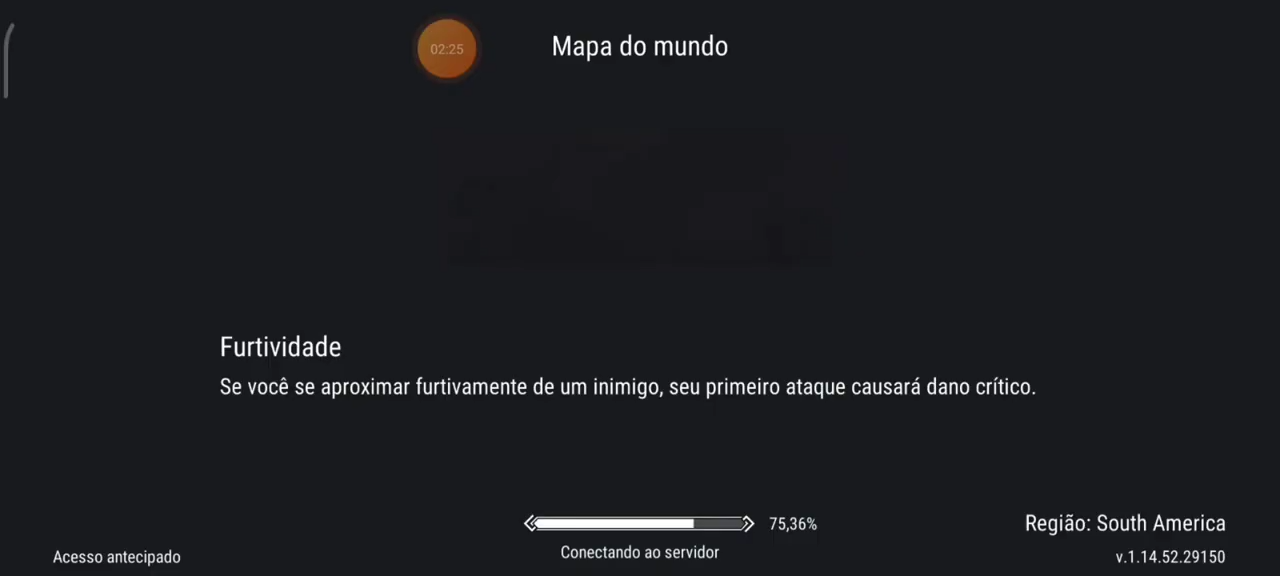 02:25
Mapa do mundo
Furtividade
Se você se aproximar furtivamente de um inimigo, seu primeiro ataque causará dano crítico.
75,36%
Conectando ao servidor
Região: South America
Acesso antecipado
v.1.14.52.29150